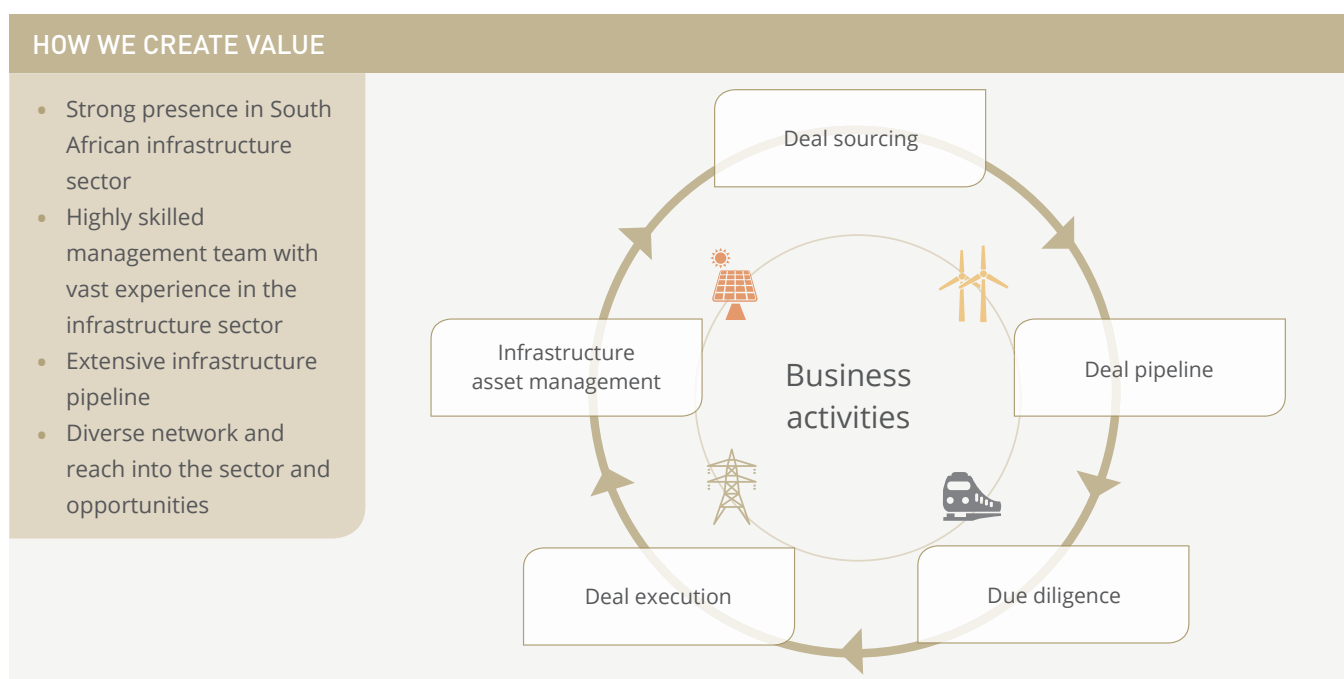 HOW WE CREATE VALUE
• Strong presence in South
African infrastructure
sector
• Highly skilled
management team with
vast experience in the
infrastructure sector
• Extensive infrastructure
pipeline
• Diverse network and
reach into the sector and
opportunities
Deal sourcing
Deal pipeline
Due diligence
Deal execution
Infrastructure
asset management
Business
activities